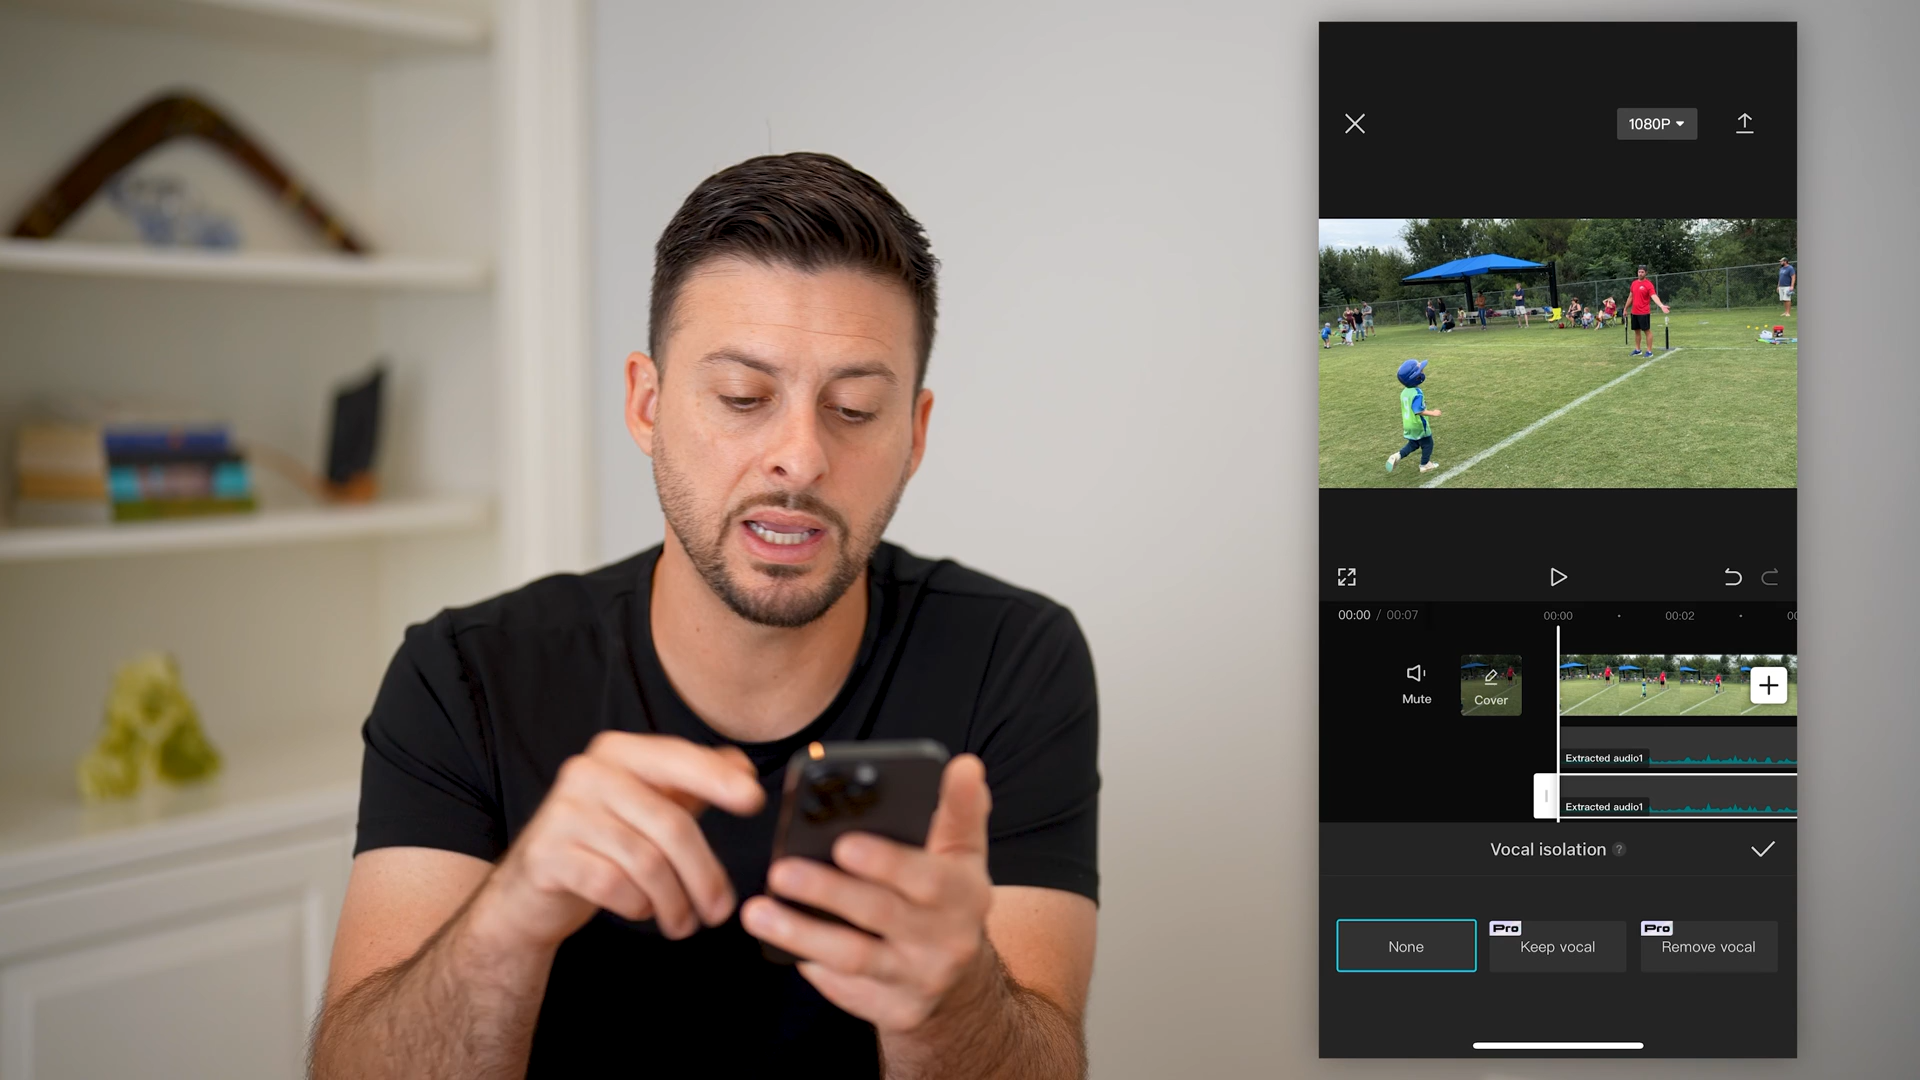 1080P
00:00 / 00:07
00:00
00:02
Mute
Cover
Extracted audio1
Extracted audio1
Vocal isolation ?
None
Pro
Keep vocal
Pro
Remove vocal